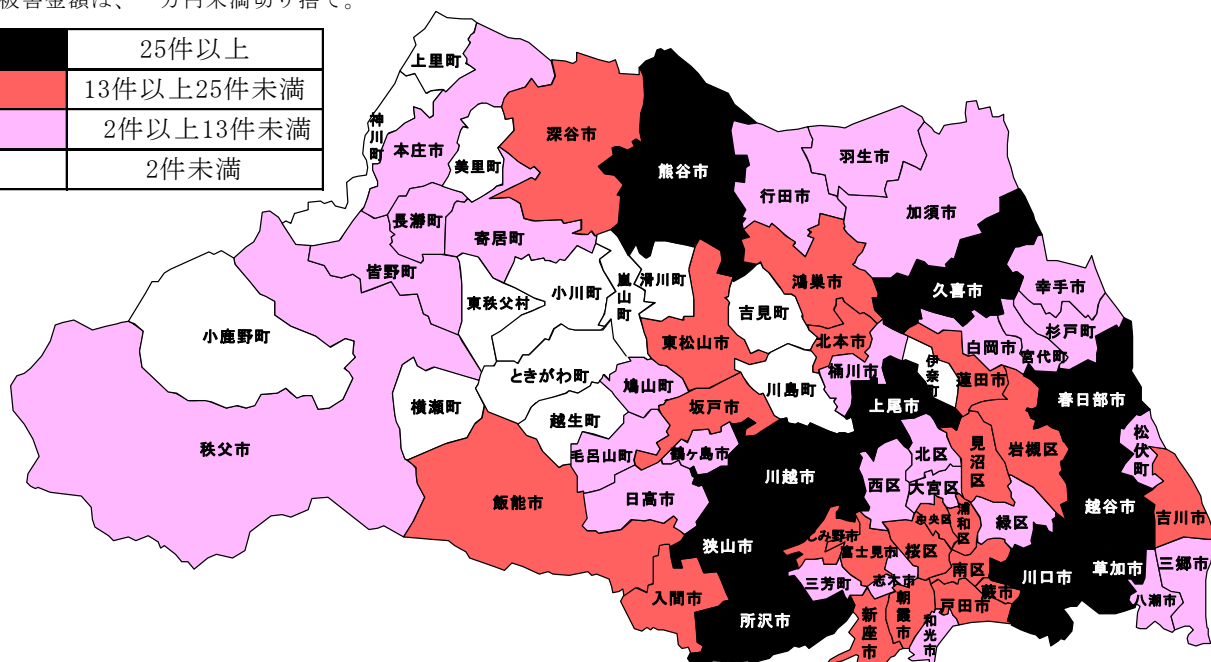 被害金額は、一万円未満切り捨て。
25件以上
13件以上25件未満
2件以上13件未満
2件未満
上里町
神川町
本庄市
美里町
深谷市
熊谷市
行田市
羽生市
加須市
長瀞町
寄居町
皆野町
東秩父村
小川町
嵐山町
滑川町
吉見町
鴻巣市
久喜市
幸手市
杉戸町
宮代町
白岡市
小鹿野町
東松山市
北本市
桶川市
伊奈町
蓮田市
ときがわ町
鳩山町
川島町
上尾市
春日部市
横瀬町
越生町
坂戸市
松伏町
秩父市
毛呂山町
鶴ヶ島市
川越市
北区
見沼区
岩槻区
飯能市
日高市
西区
大宮区
中央区
浦和区
緑区
越谷市
吉川市
狭山市
じみ野市
富士見市
桜区
南区
川口市
草加市
三郷市
入間市
三芳町
志木市
朝霞市
戸田市
蕨市
八潮市
所沢市
新座市
和光市